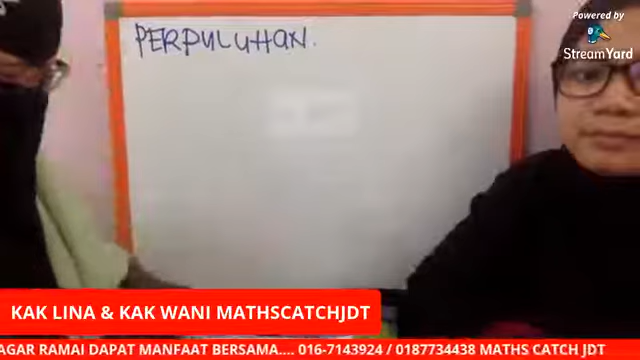 Powered by
StreamYard
PERPULUHAN.
KAK LINA & KAK WANI MATHSCATCHJDT
AGAR RAMAI DAPAT MANFAAT BERSAMA.... 016-7143924 / 0187734438 MATHS CATCH JDT